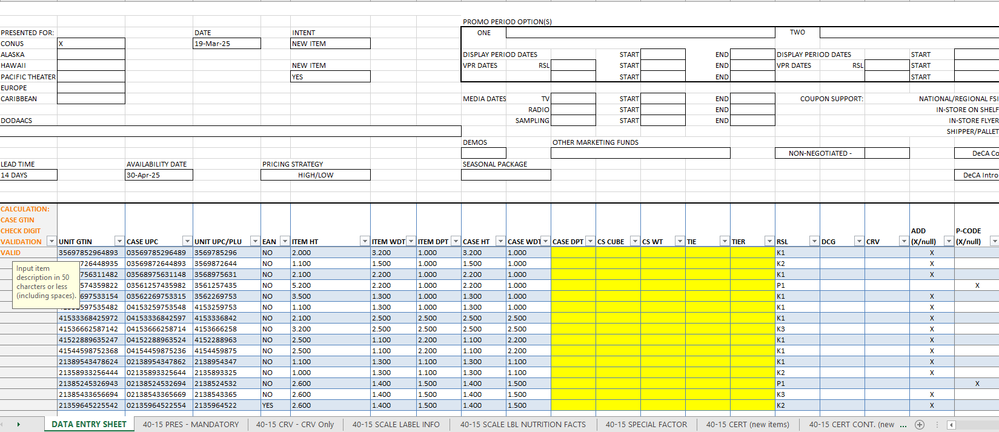 PROMO PERIOD OPTION(S)
PRESENTED FOR: DATE INTENT ONE TWO
CONUS X 19-Mar-25 NEW ITEM
ALASKA DISPLAY PERIOD DATES START END DISPLAY PERIOD DATES START
HAWAII NEW ITEM VPR DATES RSL START END VPR DATES RSL START
PACIFIC THEATER YES START END START
EUROPE
CARIBBEAN MEDIA DATES TV START END COUPON SUPPORT: NATIONAL/REGIONAL FSI
RADIO START END IN-STORE ON SHELF
DODAACS SAMPLING START END IN-STORE FLYER
SHIPPER/PALLET
DEMOS OTHER MARKETING FUNDS
NON-NEGOTIATED - DeCA Co
LEAD TIME AVAILABILITY DATE PRICING STRATEGY SEASONAL PACKAGE
14 DAYS 30-Apr-25 HIGH/LOW DeCA Intro
CALCULATION:
CASE GTIN
CHECK DIGIT ADD P-CODE
VALIDATION UNIT GTIN CASE UPC UNIT UPC/PLU EAN ITEM HT ITEM WDT ITEM DPT CASE HT CASE WDT CASE DPT CS CUBE CS WT TIE TIER RSL DCG CRV (X/null) (X/null)
VALID 35697852964893 03569785296489 3569785296 NO 2.000 3.200 1.000 3.200 1.000 K1 X
726448935 03569872644893 3569872644 NO 1.100 1.500 1.000 1.500 1.000 K2 X
756311482 03568975631148 3568975631 NO 2.100 2.200 1.000 2.200 1.000 K1 X
574359822 03561257435982 3561257435 NO 5.200 2.200 1.000 2.200 1.000 P1 X
697533154 03562269753315 3562269753 NO 3.500 1.300 1.000 1.300 1.000 K1 X
597535482 04153259753548 4153259753 NO 1.100 1.300 1.000 1.300 1.000 K1 X
Input item
description in 50
charcters or less
(including spaces).
41533368425972 04153336842597 4153336842 NO 2.100 2.500 2.500 2.500 2.500 K1 X
41536662587142 04153666258714 4153666258 NO 3.200 2.500 2.500 2.500 2.500 K3 X
41522889635247 04152288963524 4152288963 NO 2.500 1.100 2.200 1.100 2.200 K1 X
41544598752368 04154459875236 4154459875 NO 2.500 1.100 2.200 1.100 2.200 K1 X
21389543478624 02138954347862 2138954347 NO 1.100 1.300 1.100 1.300 1.100 K1 X
21358933256444 02135893325644 2135893325 NO 1.000 1.300 1.100 1.300 1.100 K2 X
21385245326943 02138524532694 2138524532 NO 2.600 1.400 1.500 1.400 1.500 P1 X
21385433656694 02138543365669 2138543365 NO 2.600 1.400 1.500 1.400 1.500 K3 X
21359645225542 02135964522554 2135964522 YES 2.600 1.400 1.500 1.400 1.500 K2 X
DATA ENTRY SHEET 40-15 PRES - MANDATORY 40-15 CRV - CRV Only 40-15 SCALE LABEL INFO 40-15 SCALE LBL NUTRITION FACTS 40-15 SPECIAL FACTOR 40-15 CERT (new items) 40-15 CERT CONT. (new ...